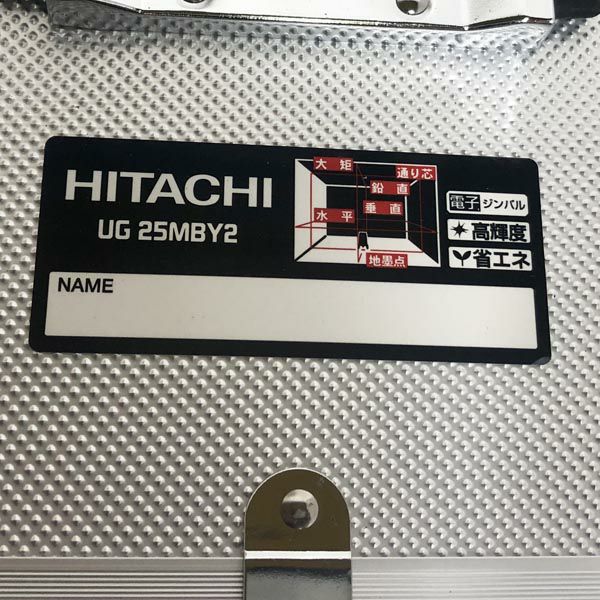 HITACHI
UG 25MBY2
大矩
通り芯
鉛直
水平
垂直
地墨点
電子 ジンバル
高輝度
省エネ
NAME